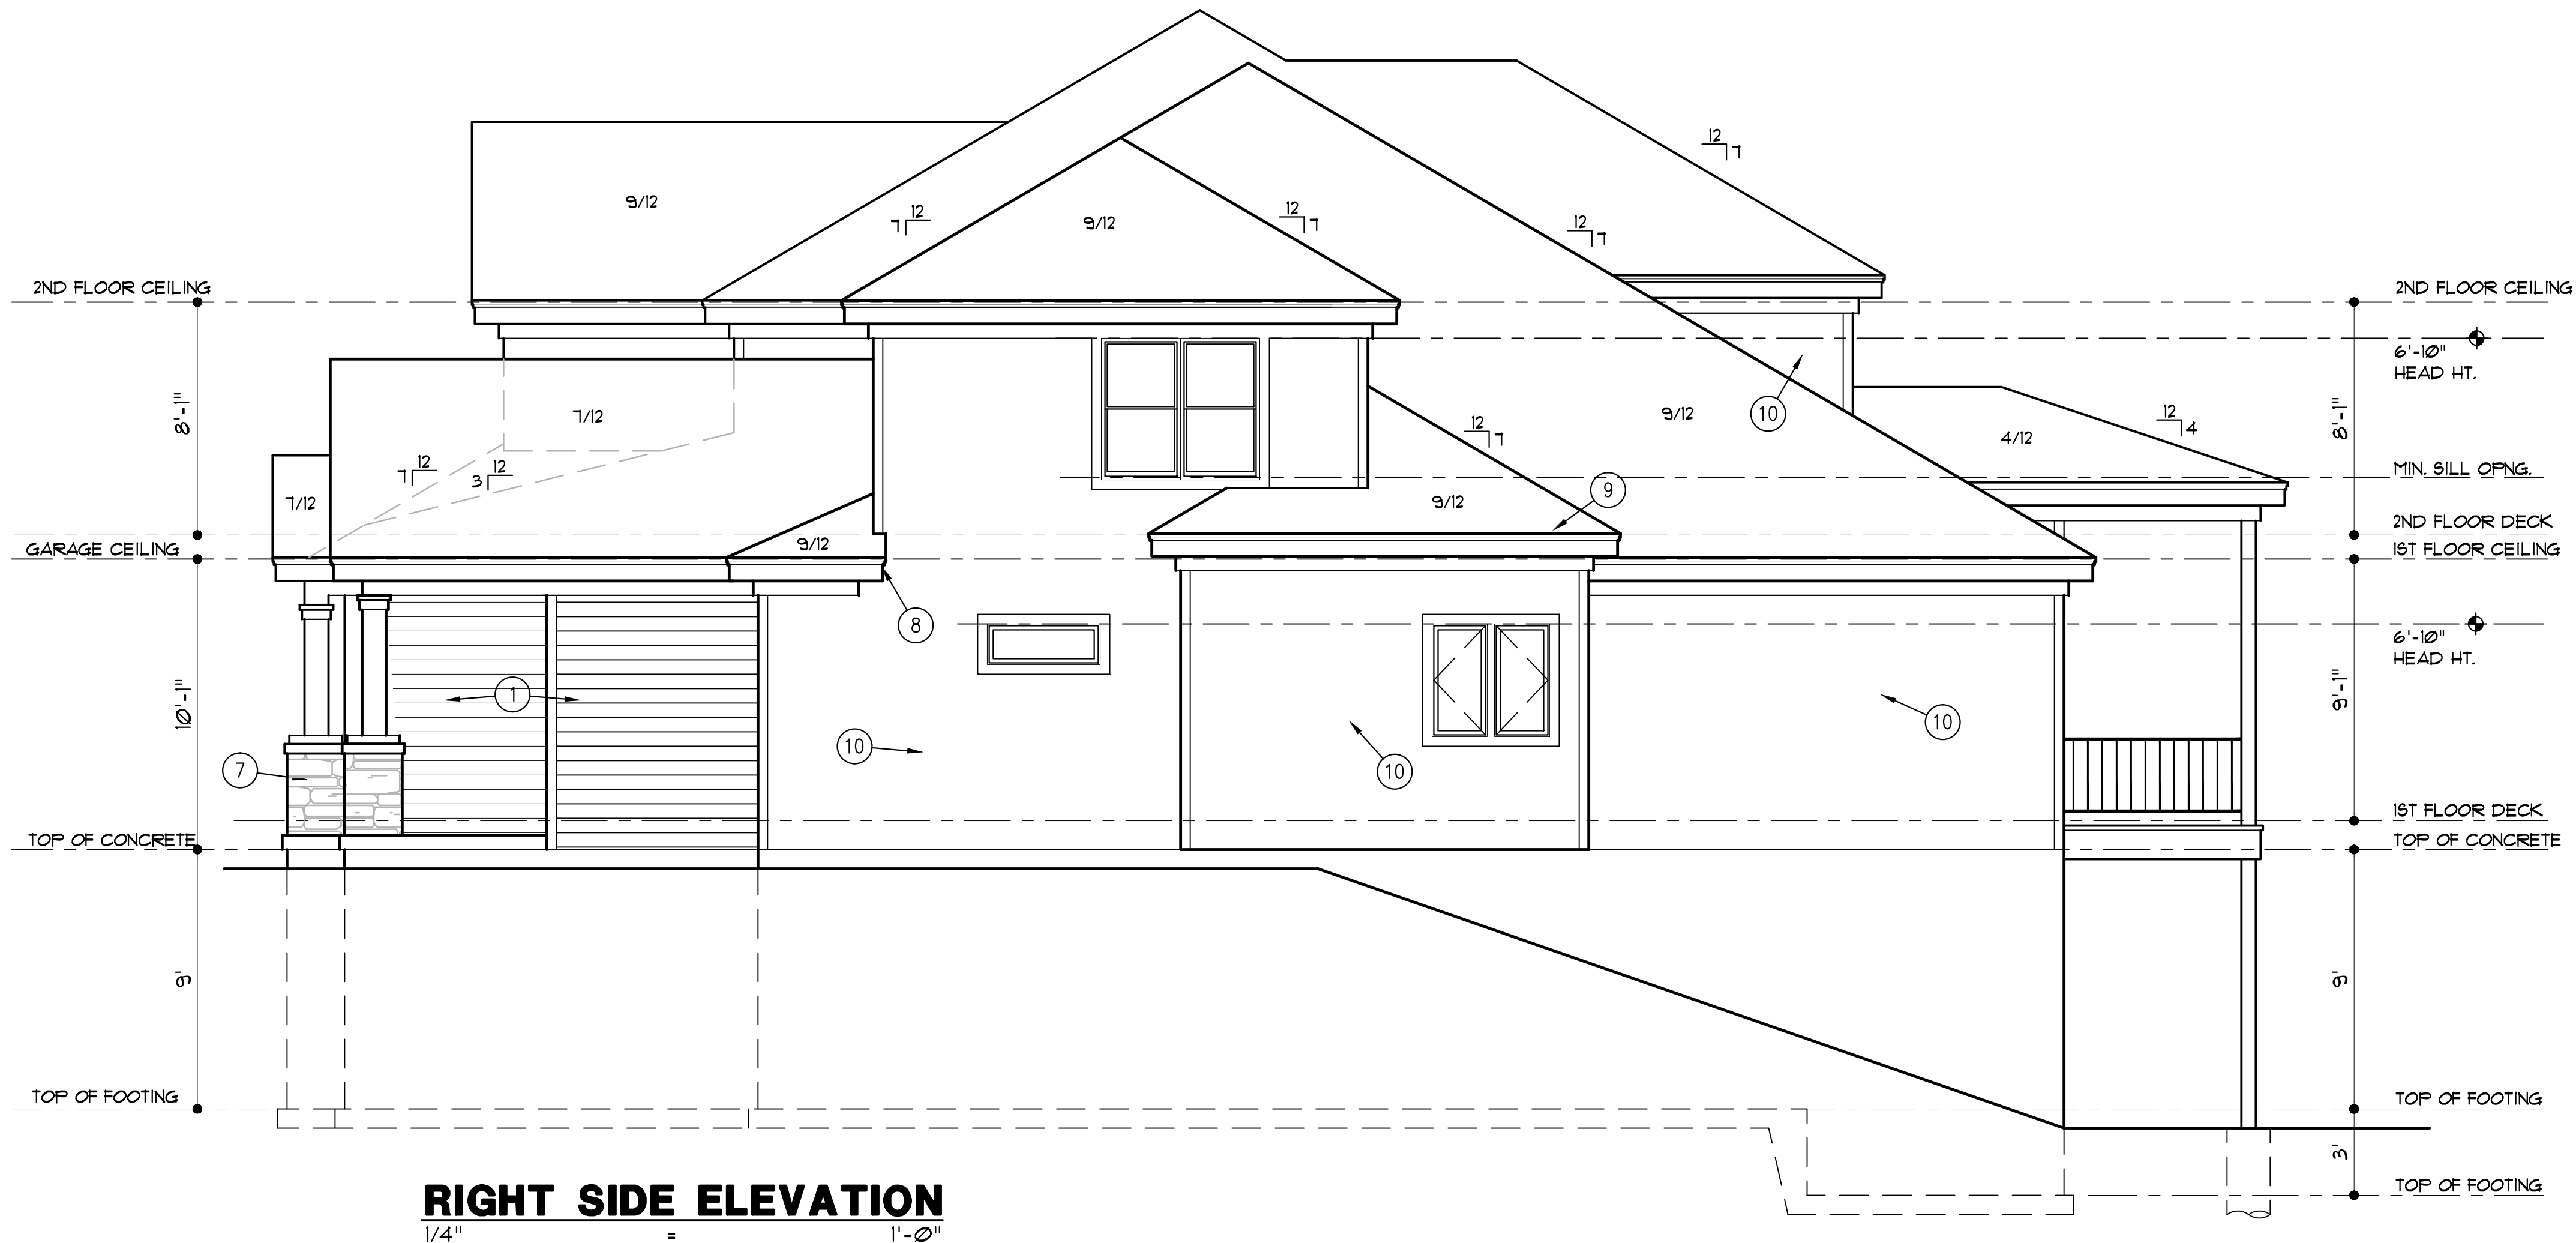 12
7
9/12
7
12
9/12
12
7
12
7
2ND FLOOR CEILING
2ND FLOOR CEILING
6'-10"
HEAD HT.
8'-1"
7/12
9/12
10
12
7
4/12
12
4
8'-1"
7
12
3
12
MIN. SILL OPNG.
7/12
9/12
9
2ND FLOOR DECK
GARAGE CEILING
9/12
1ST FLOOR CEILING
8
6'-10"
HEAD HT.
10'-1"
1
10
10
10
9'-1"
7
1ST FLOOR DECK
TOP OF CONCRETE
TOP OF CONCRETE
9'
9'
TOP OF FOOTING
TOP OF FOOTING
3'
TOP OF FOOTING
RIGHT SIDE ELEVATION
1/4" = 1'-0"